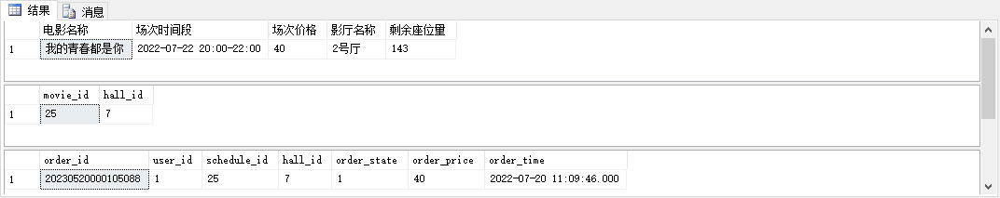 结果 消息
电影名称 场次时间段 场次价格 影厅名称 剩余座位量
1 我的青春都是你 2022-07-22 20:00-22:00 40 2号厅 143
movie_id hall_id
1 25 7
order_id user_id schedule_id hall_id order_state order_price order_time
1 20230520000105088 1 25 7 1 40 2022-07-20 11:09:46.000